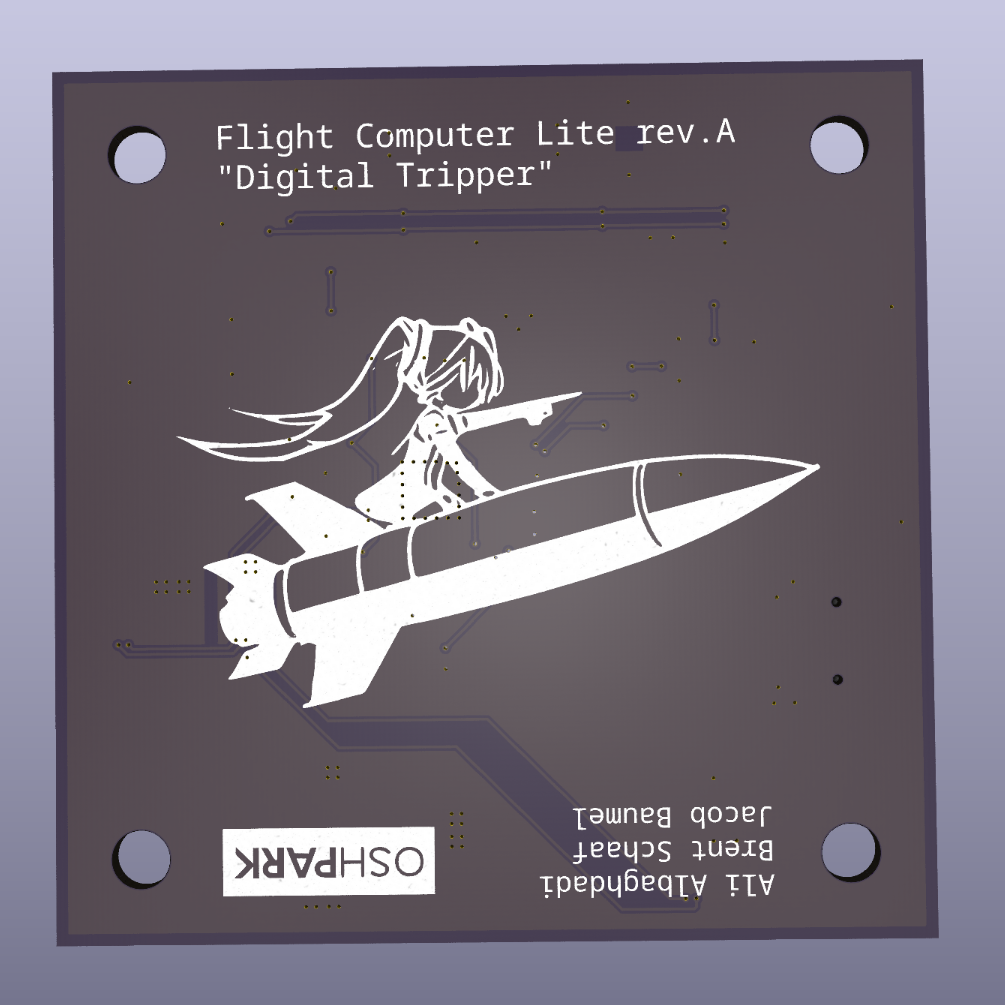 Flight Computer Lite rev.A
"Digital Tripper"
Ali Albaghdadi
Brent Schaaf
Jacob Baumel
OSHPARK